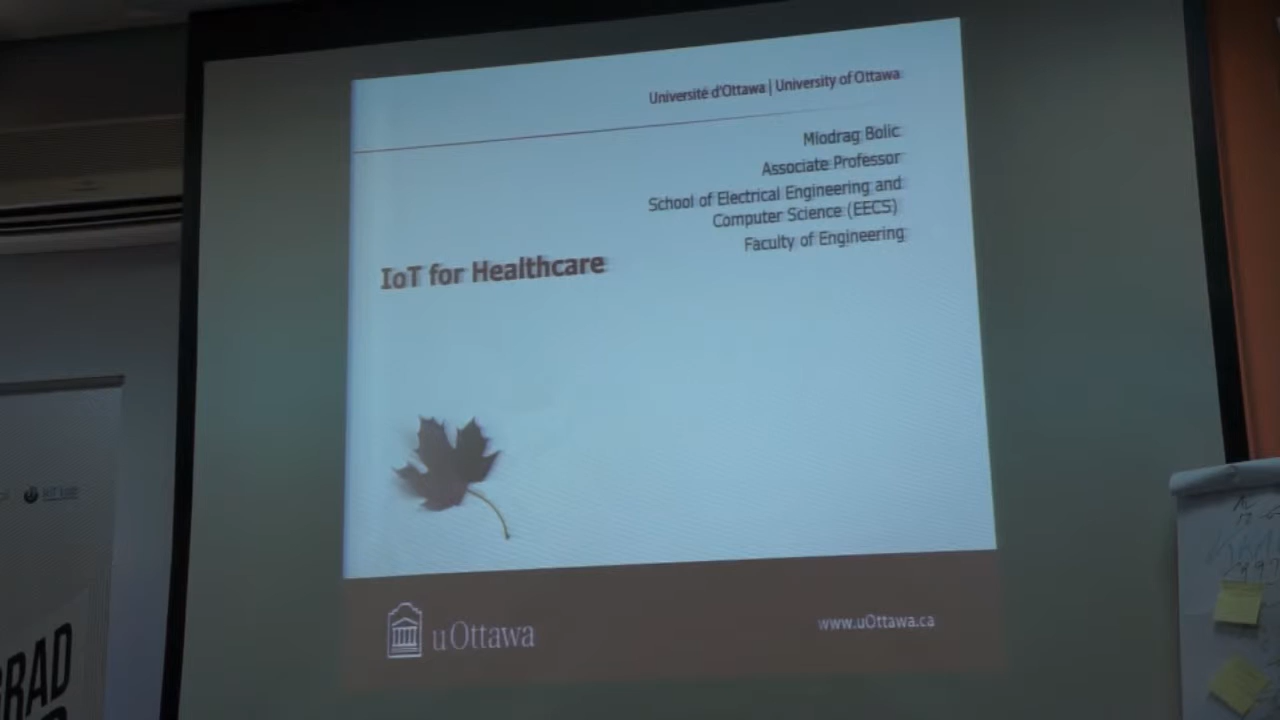 Université d'Ottawa | University of Ottawa
Miodrag Bolic
Associate Professor
School of Electrical Engineering and
Computer Science (EECS)
Faculty of Engineering
IoT for Healthcare
uOttawa
www.uOttawa.ca
RAD